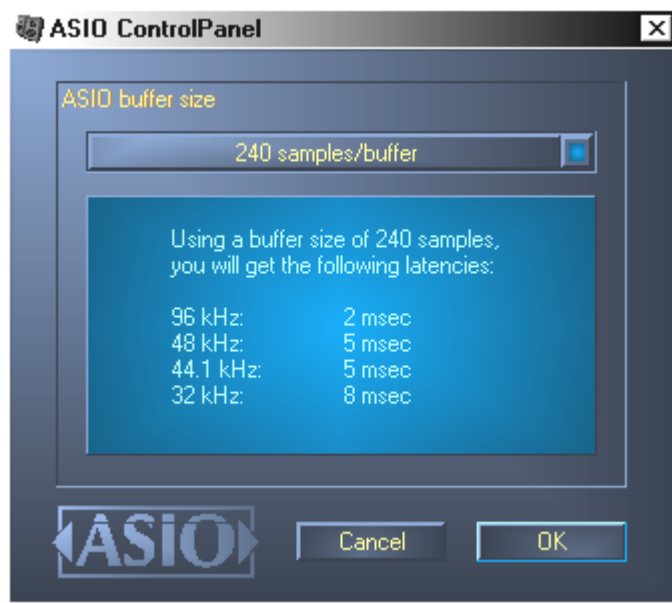 ASIO ControlPanel
ASIO buffer size
240 samples/buffer
Using a buffer size of 240 samples,
you will get the following latencies:
96 kHz: 2 msec
48 kHz: 5 msec
44.1 kHz: 5 msec
32 kHz: 8 msec
ASIO
Cancel
OK